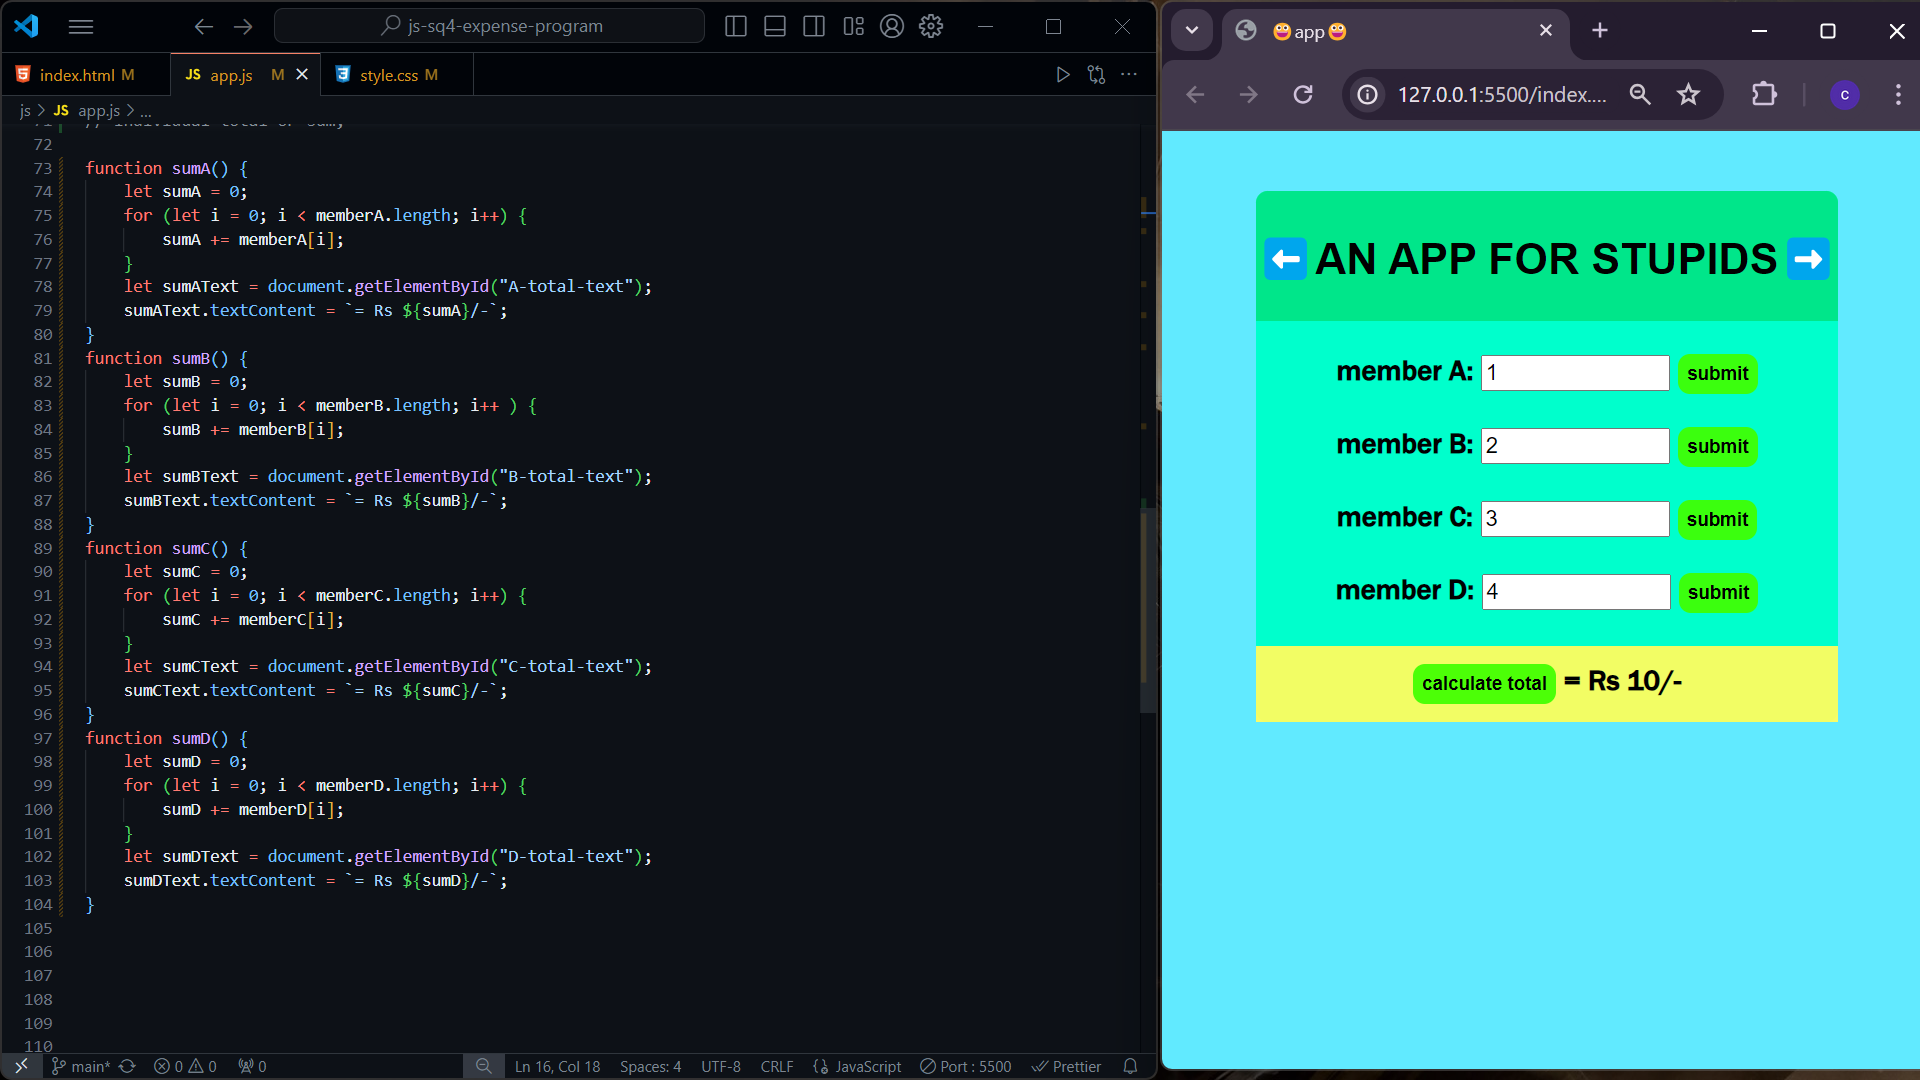 js-sq4-expense-program
index.html M
JS app.js M
style.css M
js > JS app.js > ...
72
73 function sumA() {
74 let sumA = 0;
75 for (let i = 0; i < memberA.length; i++) {
76 sumA += memberA[i];
77 }
78 let sumAText = document.getElementById("A-total-text");
79 sumAText.textContent = `= Rs ${sumA}/-`;
80 }
81 function sumB() {
82 let sumB = 0;
83 for (let i = 0; i < memberB.length; i++ ) {
84 sumB += memberB[i];
85 }
86 let sumBText = document.getElementById("B-total-text");
87 sumBText.textContent = `= Rs ${sumB}/-`;
88 }
89 function sumC() {
90 let sumC = 0;
91 for (let i = 0; i < memberC.length; i++) {
92 sumC += memberC[i];
93 }
94 let sumCText = document.getElementById("C-total-text");
95 sumCText.textContent = `= Rs ${sumC}/-`;
96 }
97 function sumD() {
98 let sumD = 0;
99 for (let i = 0; i < memberD.length; i++) {
100 sumD += memberD[i];
101 }
102 let sumDText = document.getElementById("D-total-text");
103 sumDText.textContent = `= Rs ${sumD}/-`;
104 }
105
106
107
108
109
110
main* 0 0 0 Ln 16, Col 18 Spaces: 4 UTF-8 CRLF JavaScript Port : 5500 Prettier
app
127.0.0.1:5500/index....
c
AN APP FOR STUPIDS
member A: 1 submit
member B: 2 submit
member C: 3 submit
member D: 4 submit
calculate total = Rs 10/-